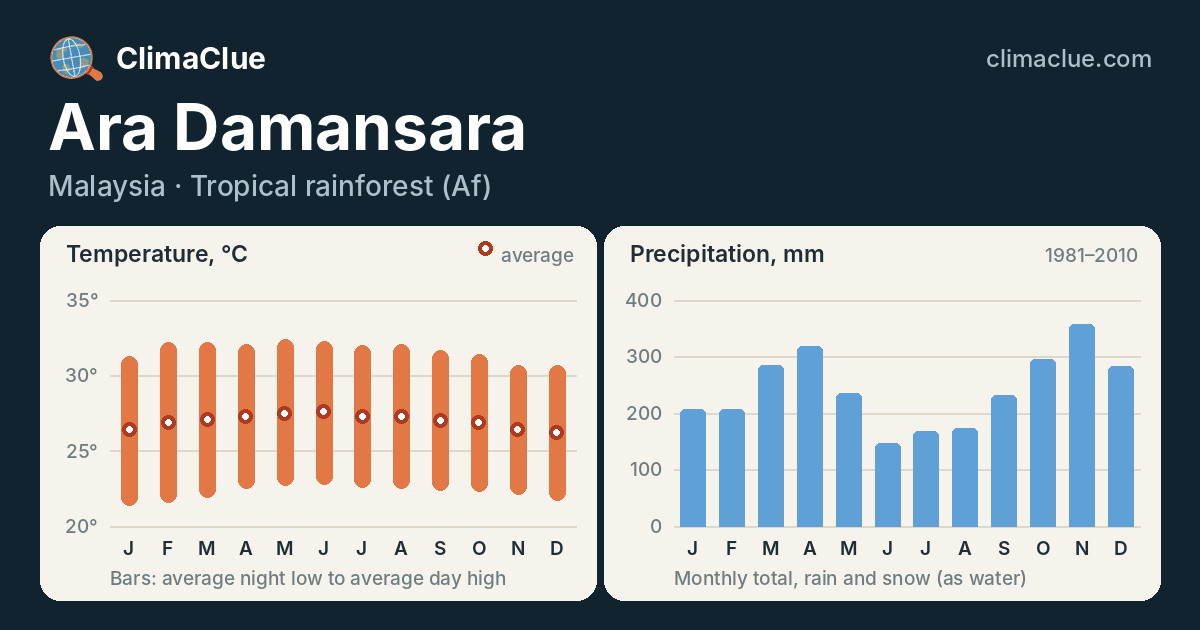 ClimaClue
climaclue.com
Ara Damansara
Malaysia · Tropical rainforest (Af)
Temperature, °C
average
35°
30°
25°
20°
J F M A M J J A S O N D
Bars: average night low to average day high
Precipitation, mm
1981–2010
400
300
200
100
0
J F M A M J J A S O N D
Monthly total, rain and snow (as water)